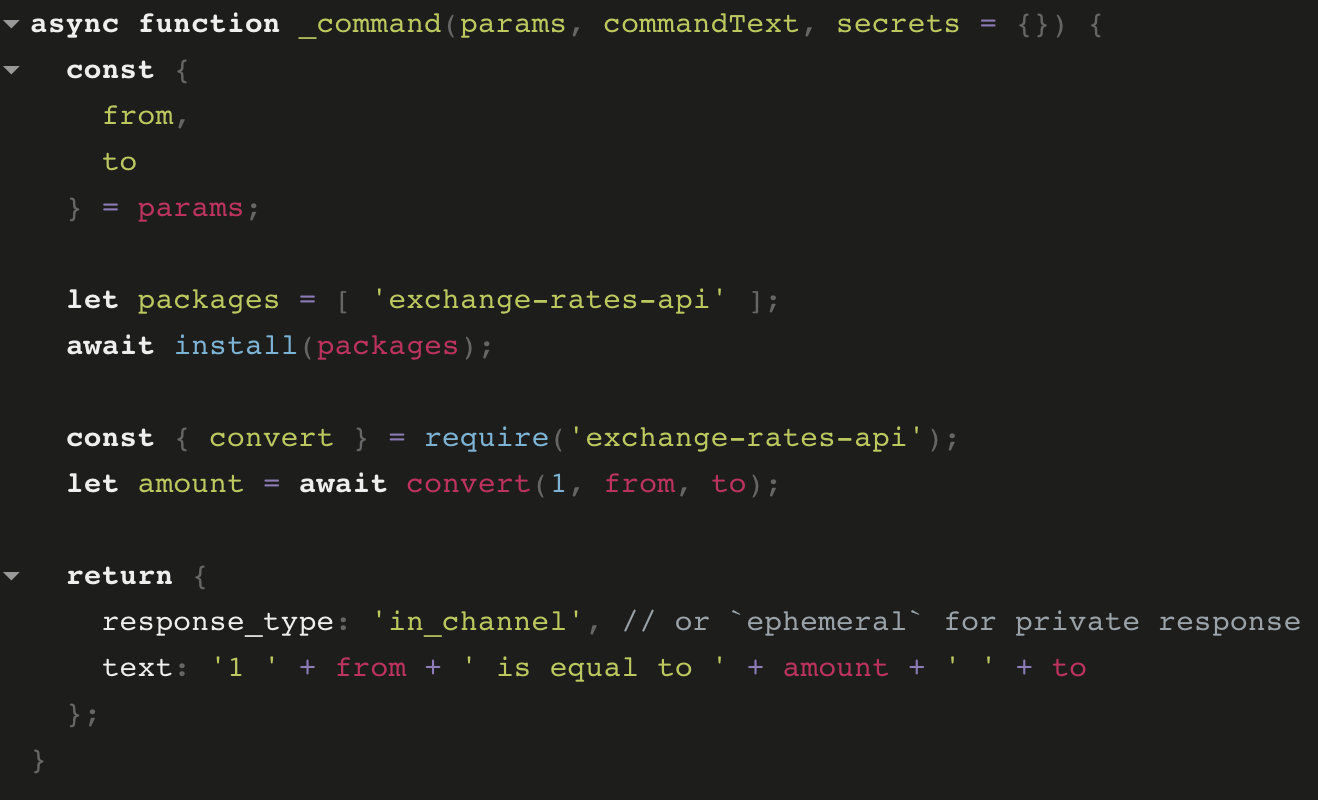 async function _command(params, commandText, secrets = {}) {
const {
from,
to
} = params;
let packages = [ 'exchange-rates-api' ];
await install(packages);
const { convert } = require('exchange-rates-api');
let amount = await convert(1, from, to);
return {
response_type: 'in_channel', // or `ephemeral` for private response
text: '1 ' + from + ' is equal to ' + amount + ' ' + to
};
}